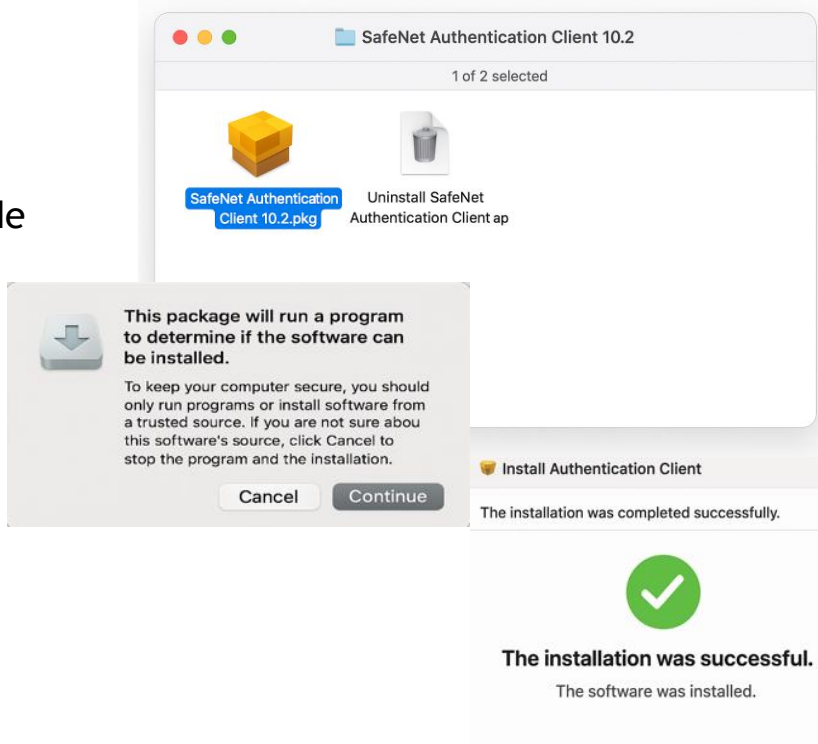 SafeNet Authentication Client 10.2
1 of 2 selected
SafeNet Authentication
Client 10.2.pkg
Uninstall SafeNet
Authentication Client ap
This package will run a program
to determine if the software can
be installed.
To keep your computer secure, you should
only run programs or install software from
a trusted source. If you are not sure abou
this software's source, click Cancel to
stop the program and the installation.
Cancel
Continue
Install Authentication Client
The installation was completed successfully.
The installation was successful.
The software was installed.